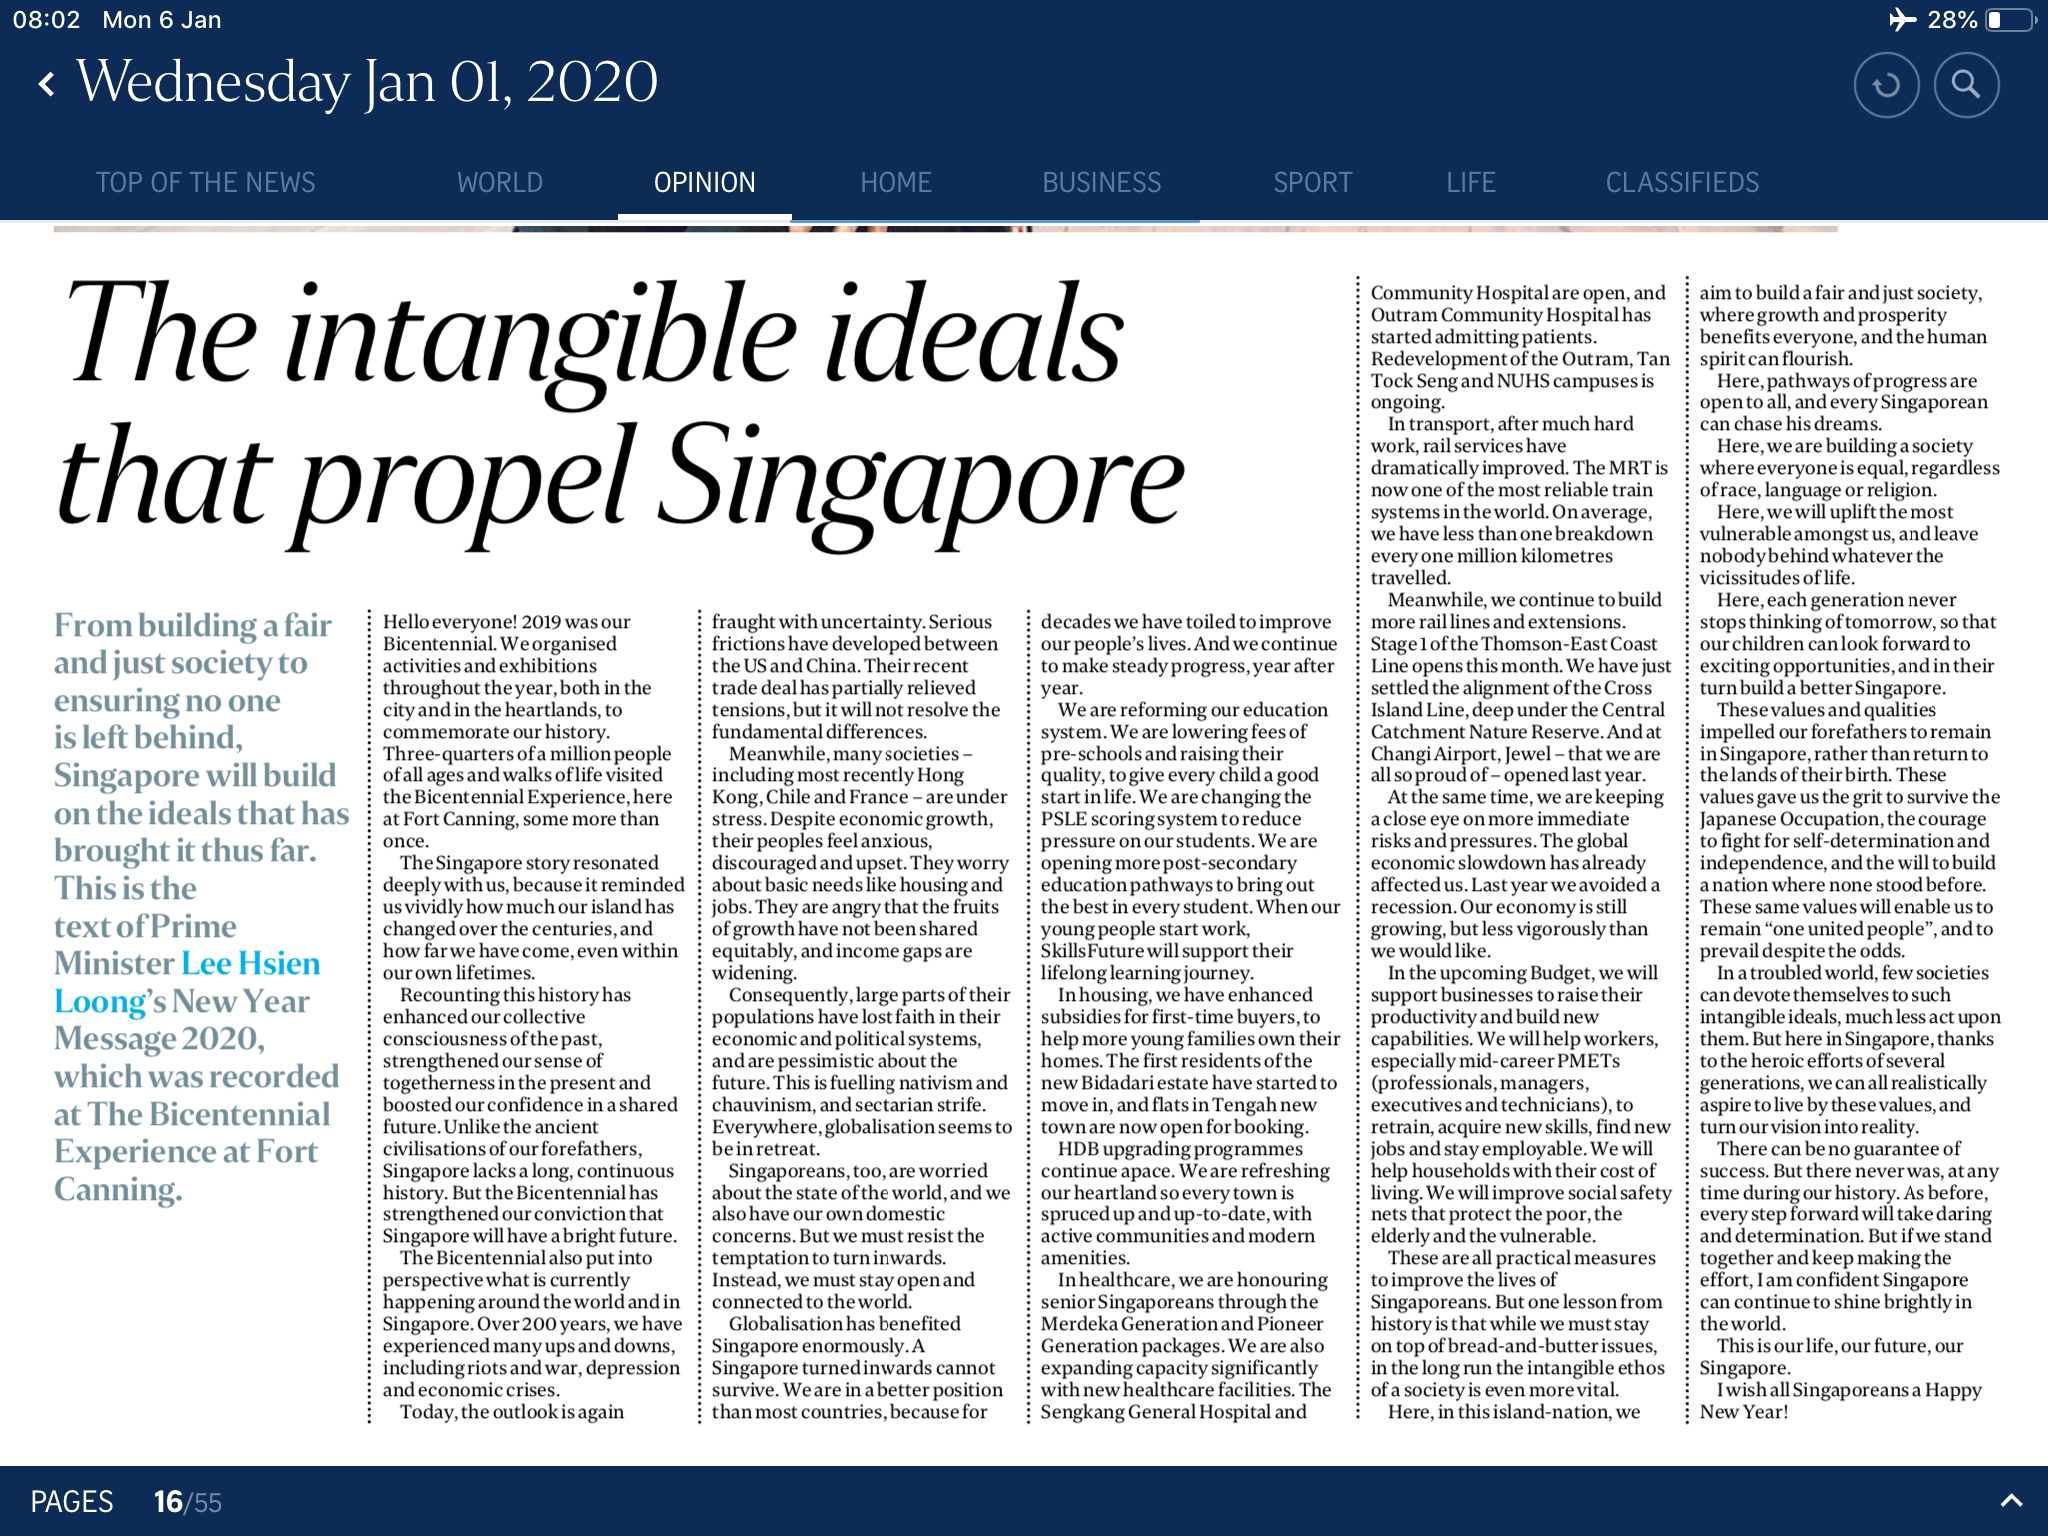 08:02 Mon 6 Jan
28%
Wednesday Jan 01, 2020
TOP OF THE NEWS WORLD OPINION HOME BUSINESS SPORT LIFE CLASSIFIEDS
The intangible ideals
that propel Singapore
From building a fair
and just society to
ensuring no one
is left behind,
Singapore will build
on the ideals that has
brought it thus far.
This is the
text of Prime
Minister Lee Hsien
Loong's New Year
Message 2020,
which was recorded
at The Bicentennial
Experience at Fort
Canning.
Hello everyone! 2019 was our
Bicentennial. We organised
activities and exhibitions
throughout the year, both in the
city and in the heartlands, to
commemorate our history.
Three-quarters of a million people
of all ages and walks of life visited
the Bicentennial Experience, here
at Fort Canning, some more than
once.
The Singapore story resonated
deeply with us, because it reminded
us vividly how much our island has
changed over the centuries, and
how far we have come, even within
our own lifetimes.
Recounting this history has
enhanced our collective
consciousness of the past,
strengthened our sense of
togetherness in the present and
boosted our confidence in a shared
future. Unlike the ancient
civilisations of our forefathers,
Singapore lacks a long, continuous
history. But the Bicentennial has
strengthened our conviction that
Singapore will have a bright future.
The Bicentennial also put into
perspective what is currently
happening around the world and in
Singapore. Over 200 years, we have
experienced many ups and downs,
including riots and war, depression
and economic crises.
Today, the outlook is again
fraught with uncertainty. Serious
frictions have developed between
the US and China. Their recent
trade deal has partially relieved
tensions, but it will not resolve the
fundamental differences.
Meanwhile, many societies –
including most recently Hong
Kong, Chile and France – are under
stress. Despite economic growth,
their peoples feel anxious,
discouraged and upset. They worry
about basic needs like housing and
jobs. They are angry that the fruits
of growth have not been shared
equitably, and income gaps are
widening.
Consequently, large parts of their
populations have lost faith in their
economic and political systems,
and are pessimistic about the
future. This is fuelling nativism and
chauvinism, and sectarian strife.
Everywhere, globalisation seems to
be in retreat.
Singaporeans, too, are worried
about the state of the world, and we
also have our own domestic
concerns. But we must resist the
temptation to turn inwards.
Instead, we must stay open and
connected to the world.
Globalisation has benefited
Singapore enormously. A
Singapore turned inwards cannot
survive. We are in a better position
than most countries, because for
decades we have toiled to improve
our people's lives. And we continue
to make steady progress, year after
year.
We are reforming our education
system. We are lowering fees of
pre-schools and raising their
quality, to give every child a good
start in life. We are changing the
PSLE scoring system to reduce
pressure on our students. We are
opening more post-secondary
education pathways to bring out
the best in every student. When our
young people start work,
SkillsFuture will support their
lifelong learning journey.
In housing, we have enhanced
subsidies for first-time buyers, to
help more young families own their
homes. The first residents of the
new Bidadari estate have started to
move in, and flats in Tengah new
town are now open for booking.
HDB upgrading programmes
continue apace. We are refreshing
our heartland so every town is
spruced up and up-to-date, with
active communities and modern
amenities.
In healthcare, we are honouring
senior Singaporeans through the
Merdeka Generation and Pioneer
Generation packages. We are also
expanding capacity significantly
with new healthcare facilities. The
Sengkang General Hospital and
Community Hospital are open, and
Outram Community Hospital has
started admitting patients.
Redevelopment of the Outram, Tan
Tock Seng and NUHS campuses is
ongoing.
In transport, after much hard
work, rail services have
dramatically improved. The MRT is
now one of the most reliable train
systems in the world. On average,
we have less than one breakdown
every one million kilometres
travelled.
Meanwhile, we continue to build
more rail lines and extensions.
Stage 1 of the Thomson-East Coast
Line opens this month. We have just
settled the alignment of the Cross
Island Line, deep under the Central
Catchment Nature Reserve. And at
Changi Airport, Jewel – that we are
all so proud of – opened last year.
At the same time, we are keeping
a close eye on more immediate
risks and pressures. The global
economic slowdown has already
affected us. Last year we avoided a
recession. Our economy is still
growing, but less vigorously than
we would like.
In the upcoming Budget, we will
support businesses to raise their
productivity and build new
capabilities. We will help workers,
especially mid-career PMETs
(professionals, managers,
executives and technicians), to
retrain, acquire new skills, find new
jobs and stay employable. We will
help households with their cost of
living. We will improve social safety
nets that protect the poor, the
elderly and the vulnerable.
These are all practical measures
to improve the lives of
Singaporeans. But one lesson from
history is that while we must stay
on top of bread-and-butter issues,
in the long run the intangible ethos
of a society is even more vital.
Here, in this island-nation, we
aim to build a fair and just society,
where growth and prosperity
benefits everyone, and the human
spirit can flourish.
Here, pathways of progress are
open to all, and every Singaporean
can chase his dreams.
Here, we are building a society
where everyone is equal, regardless
of race, language or religion.
Here, we will uplift the most
vulnerable amongst us, and leave
nobody behind whatever the
vicissitudes of life.
Here, each generation never
stops thinking of tomorrow, so that
our children can look forward to
exciting opportunities, and in their
turn build a better Singapore.
These values and qualities
impelled our forefathers to remain
in Singapore, rather than return to
the lands of their birth. These
values gave us the grit to survive the
Japanese Occupation, the courage
to fight for self-determination and
independence, and the will to build
a nation where none stood before.
These same values will enable us to
remain “one united people”, and to
prevail despite the odds.
In a troubled world, few societies
can devote themselves to such
intangible ideals, much less act upon
them. But here in Singapore, thanks
to the heroic efforts of several
generations, we can all realistically
aspire to live by these values, and
turn our vision into reality.
There can be no guarantee of
success. But there never was, at any
time during our history. As before,
every step forward will take daring
and determination. But if we stand
together and keep making the
effort, I am confident Singapore
can continue to shine brightly in
the world.
This is our life, our future, our
Singapore.
I wish all Singaporeans a Happy
New Year!
PAGES 16/55